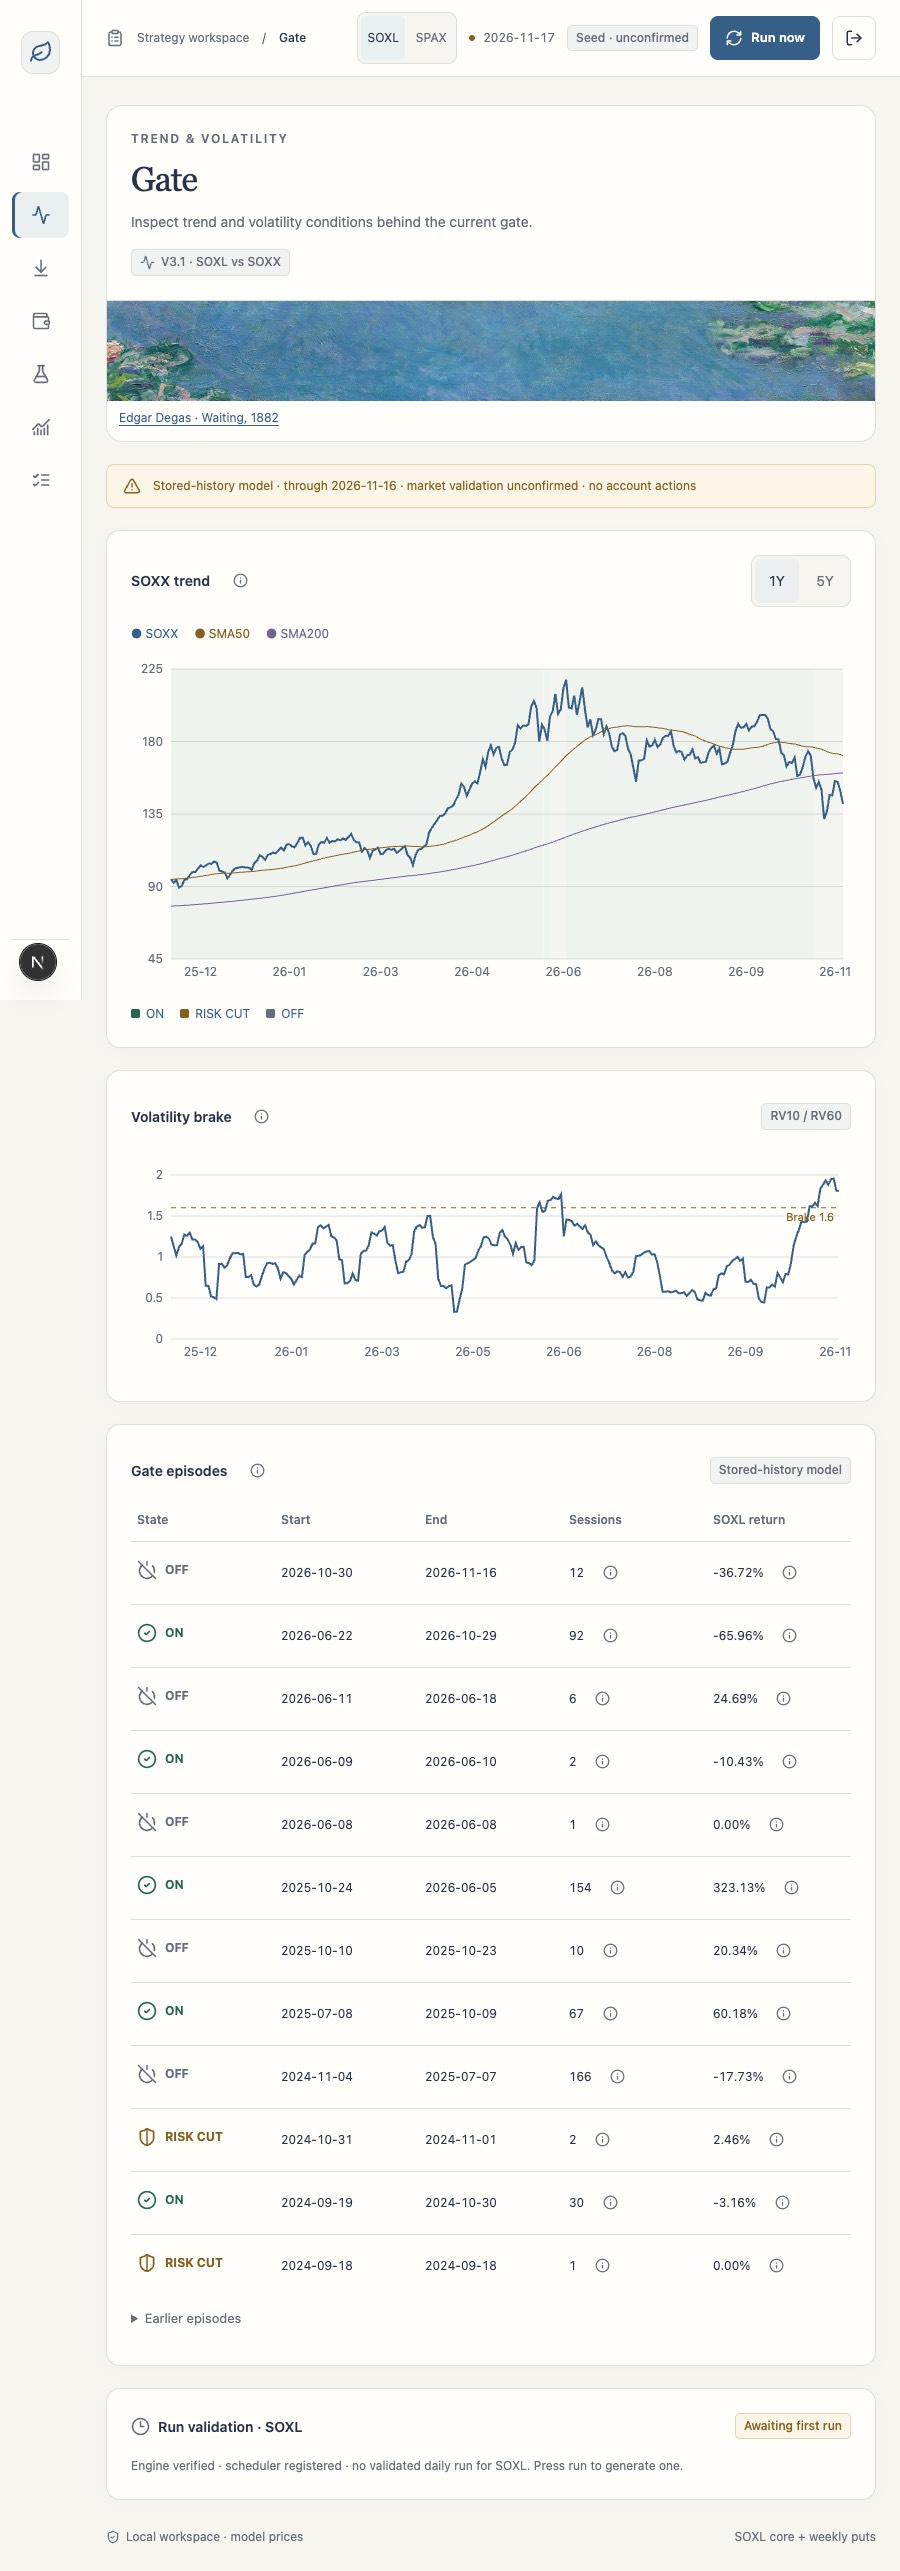 Strategy workspace / Gate SOXL SPAX 2026-11-17 Seed · unconfirmed Run now
TREND & VOLATILITY
Gate
Inspect trend and volatility conditions behind the current gate.
V3.1 · SOXL vs SOXX
Edgar Degas · Waiting, 1882
Stored-history model · through 2026-11-16 · market validation unconfirmed · no account actions
SOXX trend 1Y 5Y
SOXX SMA50 SMA200
225
180
135
90
45
25-12 26-01 26-03 26-04 26-06 26-08 26-09 26-11
ON RISK CUT OFF
Volatility brake RV10 / RV60
2
1.5
Brake 1.6
1
0.5
0
25-12 26-01 26-03 26-05 26-06 26-08 26-09 26-11
Gate episodes Stored-history model
State Start End Sessions SOXL return
OFF 2026-10-30 2026-11-16 12 -36.72%
ON 2026-06-22 2026-10-29 92 -65.96%
OFF 2026-06-11 2026-06-18 6 24.69%
ON 2026-06-09 2026-06-10 2 -10.43%
OFF 2026-06-08 2026-06-08 1 0.00%
ON 2025-10-24 2026-06-05 154 323.13%
OFF 2025-10-10 2025-10-23 10 20.34%
ON 2025-07-08 2025-10-09 67 60.18%
OFF 2024-11-04 2025-07-07 166 -17.73%
RISK CUT 2024-10-31 2024-11-01 2 2.46%
ON 2024-09-19 2024-10-30 30 -3.16%
RISK CUT 2024-09-18 2024-09-18 1 0.00%
Earlier episodes
Run validation · SOXL Awaiting first run
Engine verified · scheduler registered · no validated daily run for SOXL. Press run to generate one.
Local workspace · model prices SOXL core + weekly puts
N